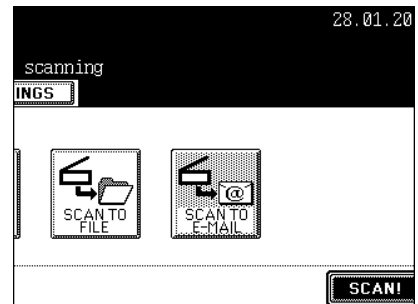 28.01.20
scanning
INGS
SCAN TO
FILE
@
SCAN TO
E-MAIL
SCAN!